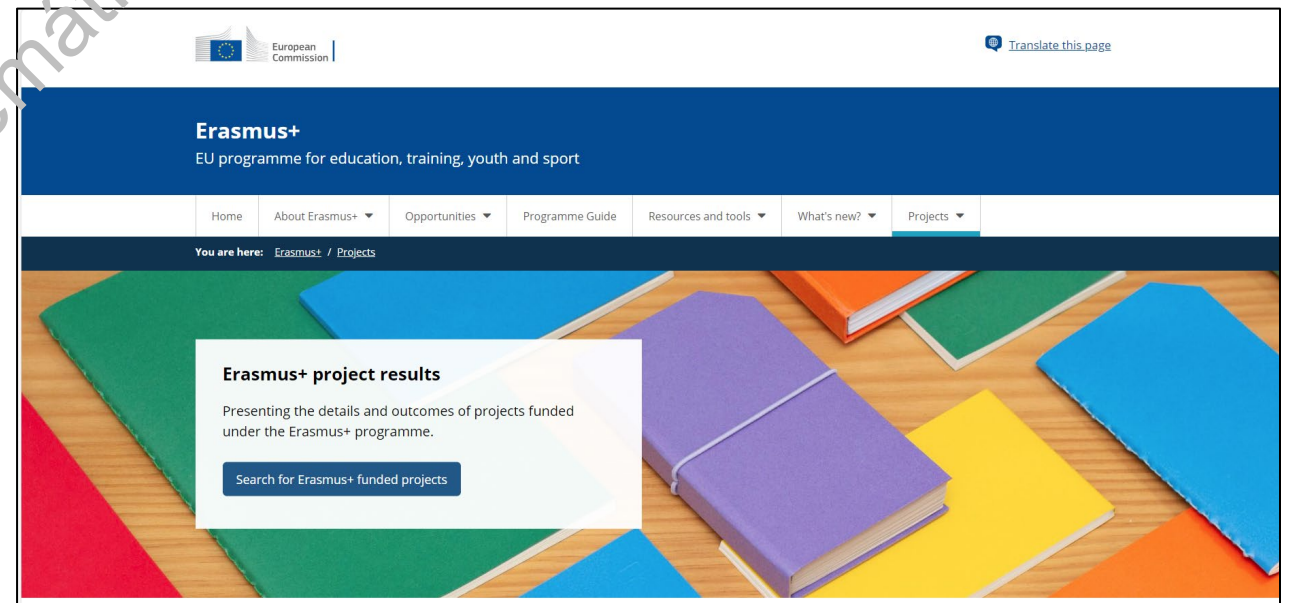 European
Commission
Translate this page
Erasmus+
EU programme for education, training, youth and sport
Home About Erasmus+ Opportunities Programme Guide Resources and tools What's new? Projects
You are here: Erasmus+ / Projects
Erasmus+ project results
Presenting the details and outcomes of projects funded
under the Erasmus+ programme.
Search for Erasmus+ funded projects